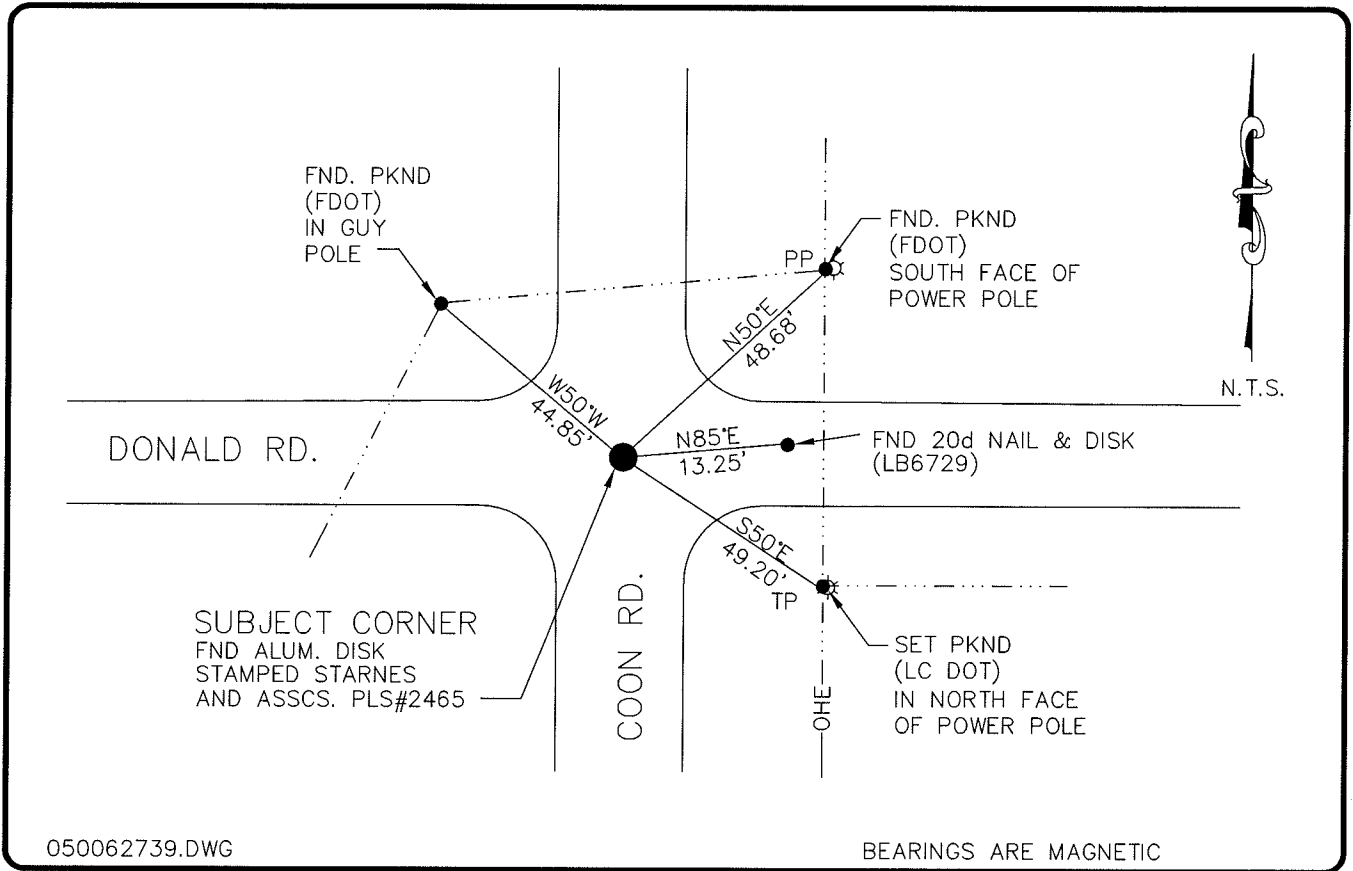 FND. PKND
(FDOT)
IN GUY
POLE
PP
FND. PKND
(FDOT)
SOUTH FACE OF
POWER POLE
N50°E
48.68'
N.T.S.
W50°W
44.85'
DONALD RD.
N85°E
13.25'
FND 20d NAIL & DISK
(LB6729)
S50°E
49.20'
TP
SUBJECT CORNER
FND ALUM. DISK
STAMPED STARNES
AND ASSCS. PLS#2465
COON RD.
OHE
SET PKND
(LC DOT)
IN NORTH FACE
OF POWER POLE
050062739.DWG
BEARINGS ARE MAGNETIC